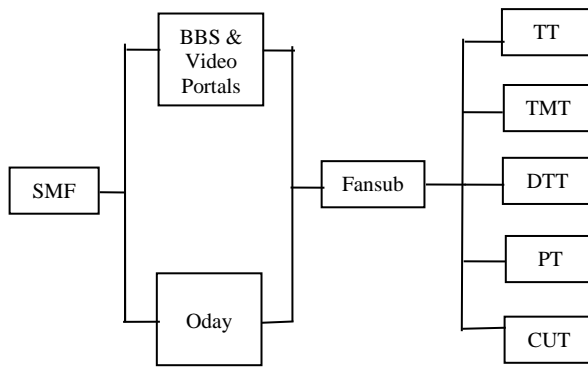 BBS &
Video
Portals
SMF
Oday
Fansub
TT
TMT
DTT
PT
CUT